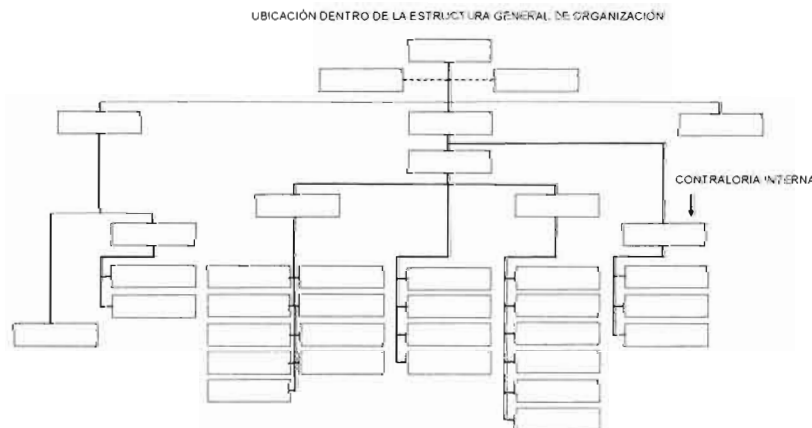 UBICACIÓN DENTRO DE LA ESTRUCTURA GENERAL DE ORGANIZACIÓN
CONTRALORIA INTERNA